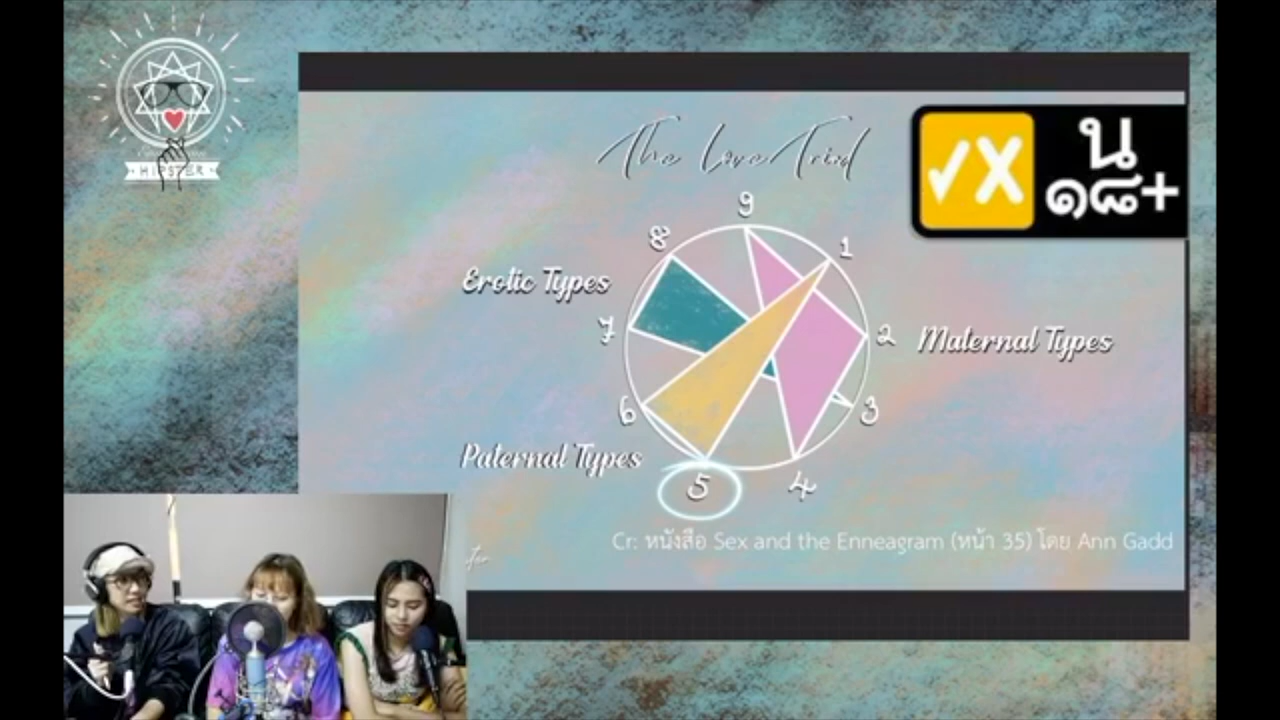 HIPSTER
The Love Triad
√X
น
๑๘+
9
8
1
Erotic Types
7
2
Maternal Types
6
3
Paternal Types
5
4
Cr: หนังสือ Sex and the Enneagram (หน้า 35) โดย Ann Gadd